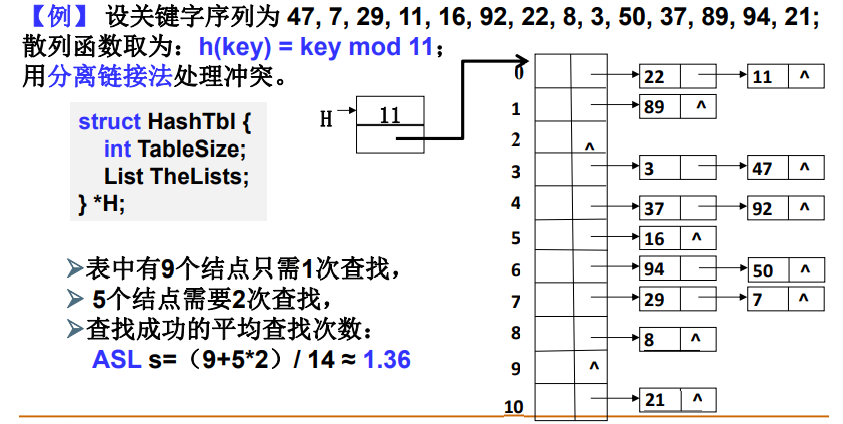 【例】 设关键字序列为 47, 7, 29, 11, 16, 92, 22, 8, 3, 50, 37, 89, 94, 21;
散列函数取为：h(key) = key mod 11；
用分离链接法处理冲突。
struct HashTbl {
int TableSize;
List TheLists;
} *H;
H 11
0 22 11 ^
1 89 ^
2 ^
3 3 47 ^
4 37 92 ^
5 16 ^
6 94 50 ^
7 29 7 ^
8 8 ^
9 ^
10 21 ^
➢表中有9个结点只需1次查找，
➢ 5个结点需要2次查找，
➢查找成功的平均查找次数：
ASL s=（9+5*2）/ 14 ≈ 1.36